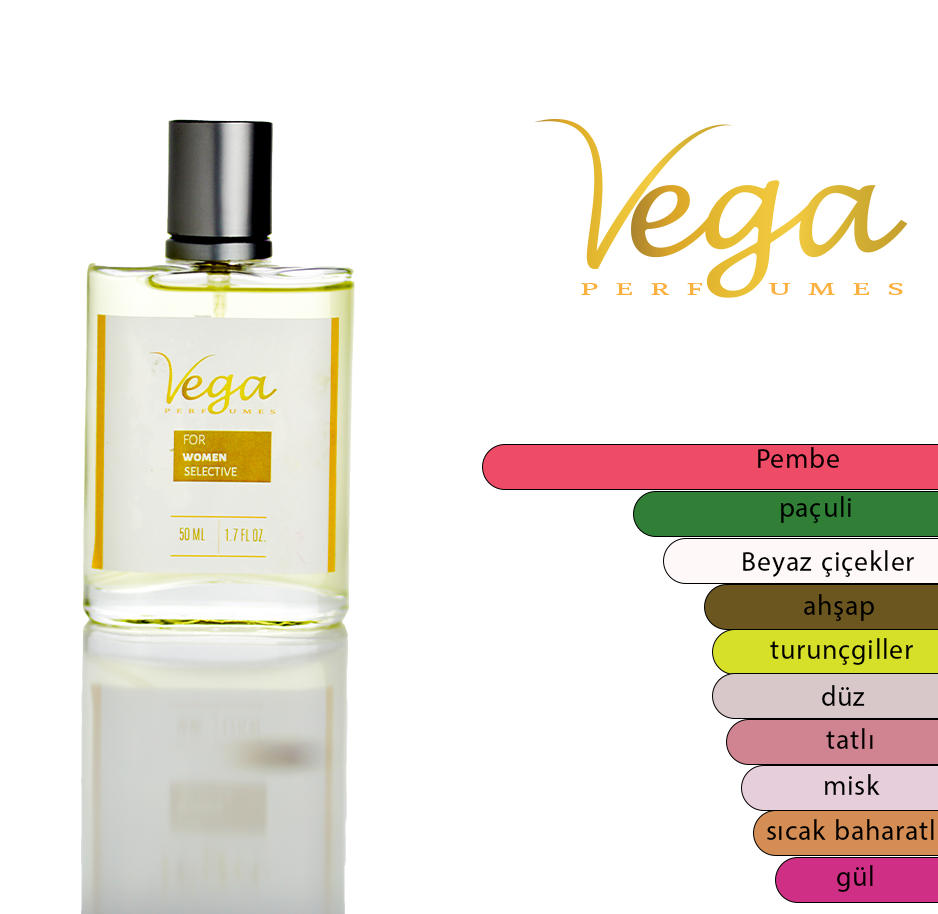 Vega
PERFUMES
Vega
PERFUMES
FOR
WOMEN
SELECTIVE
50 ML 1.7 FL OZ.
Pembe
paçuli
Beyaz çiçekler
ahşap
turunçgiller
düz
tatlı
misk
sıcak baharatl
gül